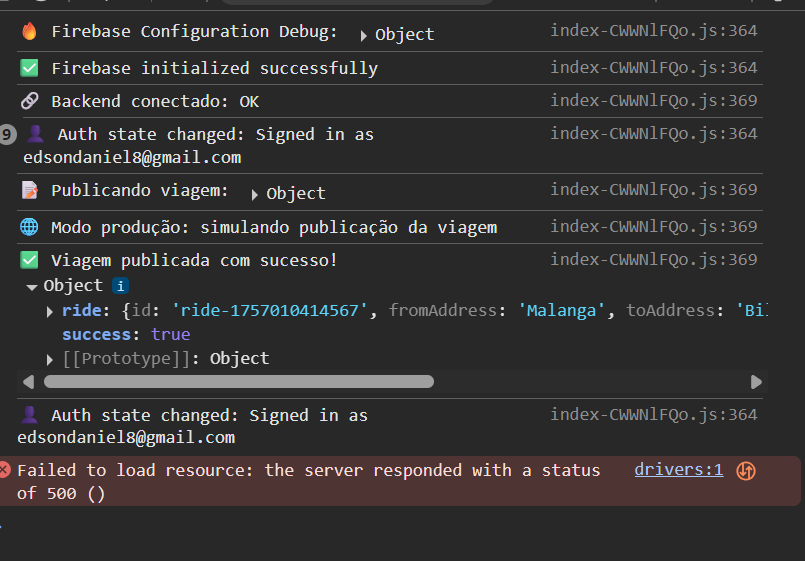 🔥 Firebase Configuration Debug: ▶ Object index-CWWNlFQo.js:364
✅ Firebase initialized successfully index-CWWNlFQo.js:364
🔗 Backend conectado: OK index-CWWNlFQo.js:369
9 👤 Auth state changed: Signed in as index-CWWNlFQo.js:364
edsondaniel8@gmail.com
📝 Publicando viagem: ▶ Object index-CWWNlFQo.js:369
🌐 Modo produção: simulando publicação da viagem index-CWWNlFQo.js:369
✅ Viagem publicada com sucesso! index-CWWNlFQo.js:369
▼ Object i
▶ ride: {id: 'ride-1757010414567', fromAddress: 'Malanga', toAddress: 'Bil
success: true
▶ [[Prototype]]: Object
👤 Auth state changed: Signed in as index-CWWNlFQo.js:364
edsondaniel8@gmail.com
Failed to load resource: the server responded with a status drivers:1
of 500 ()